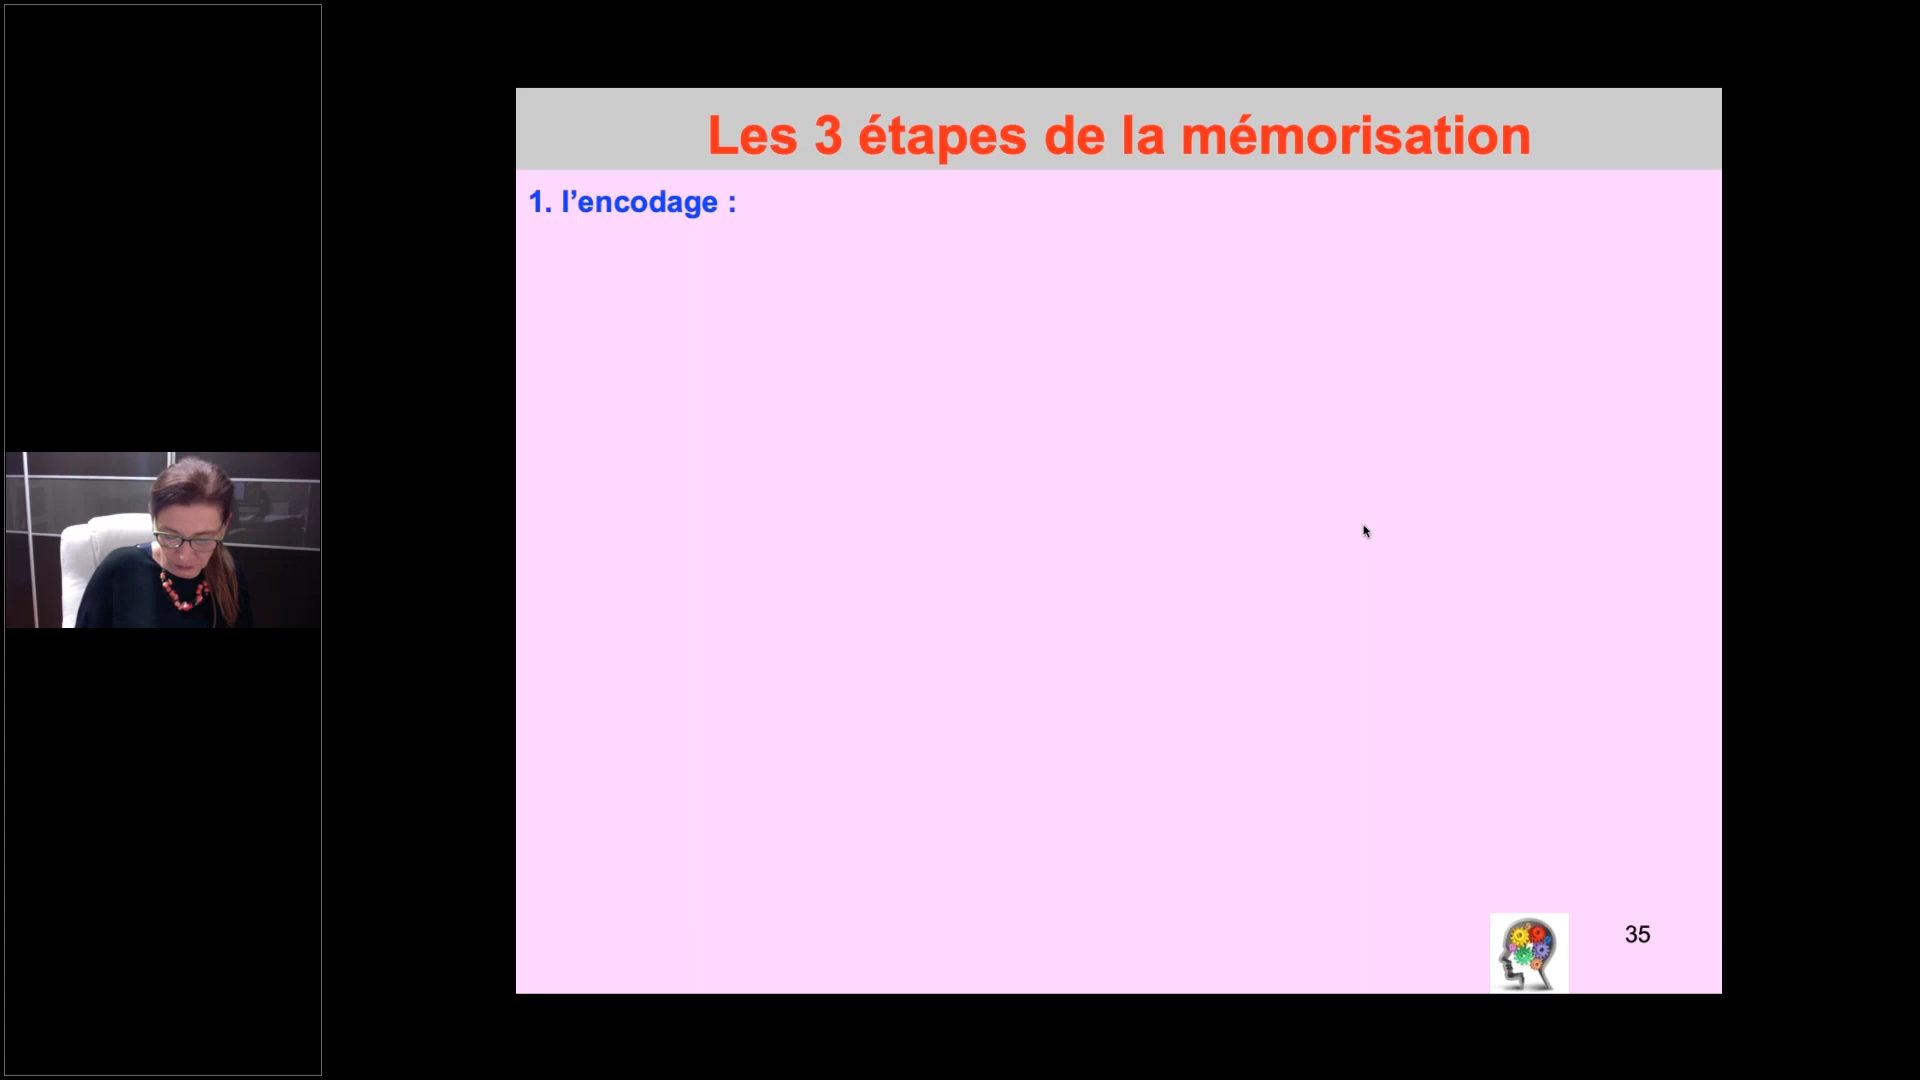 Les 3 étapes de la mémorisation
1. l’encodage :
35